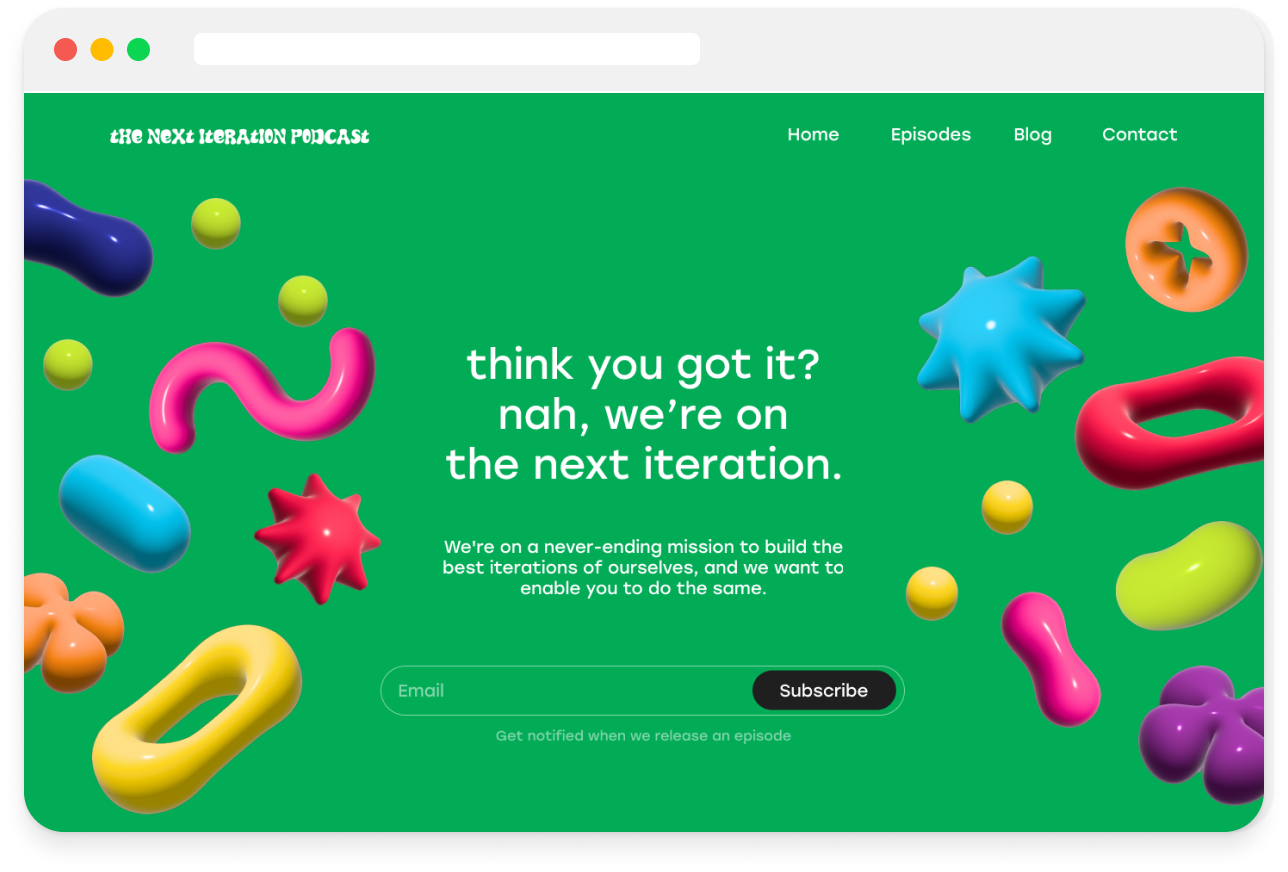 tHE NeXt IteRAtION PODCASt
Home Episodes Blog Contact
think you got it?
nah, we’re on
the next iteration.
We're on a never-ending mission to build the
best iterations of ourselves, and we want to
enable you to do the same.
Email Subscribe
Get notified when we release an episode